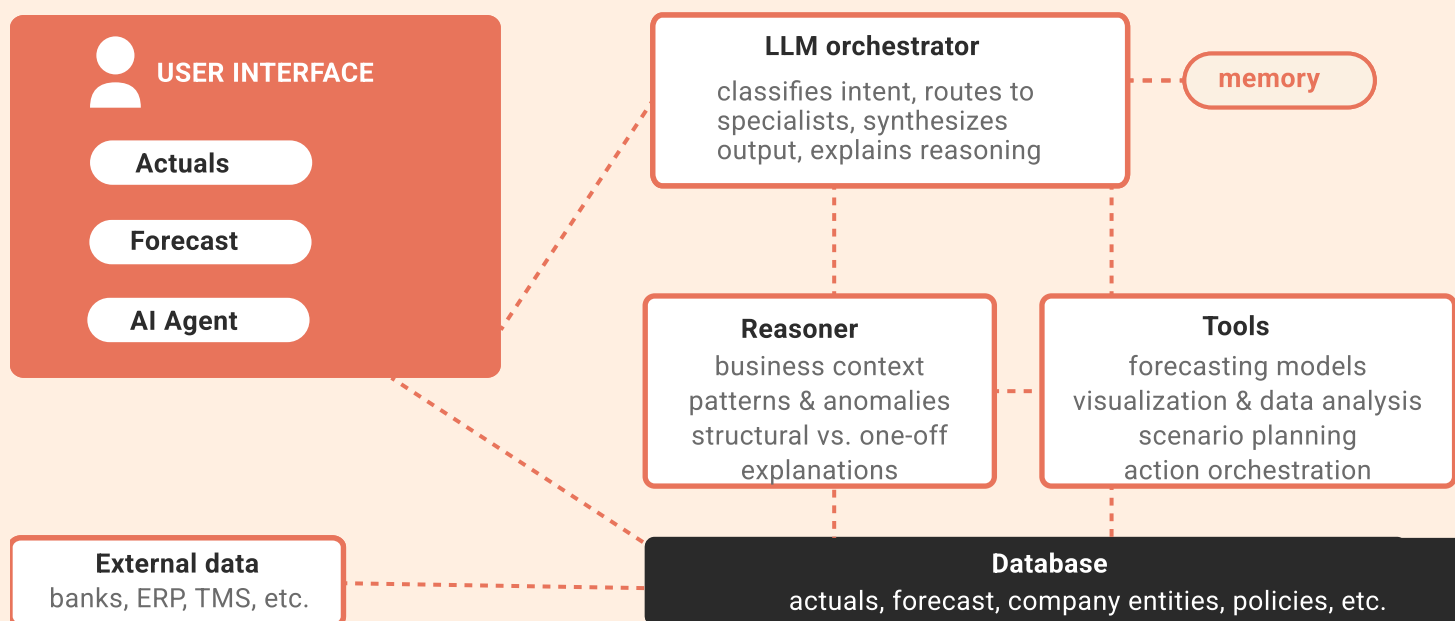 USER INTERFACE
Actuals
Forecast
AI Agent
LLM orchestrator
classifies intent, routes to
specialists, synthesizes
output, explains reasoning
memory
Reasoner
business context
patterns & anomalies
structural vs. one-off
explanations
Tools
forecasting models
visualization & data analysis
scenario planning
action orchestration
External data
banks, ERP, TMS, etc.
Database
actuals, forecast, company entities, policies, etc.